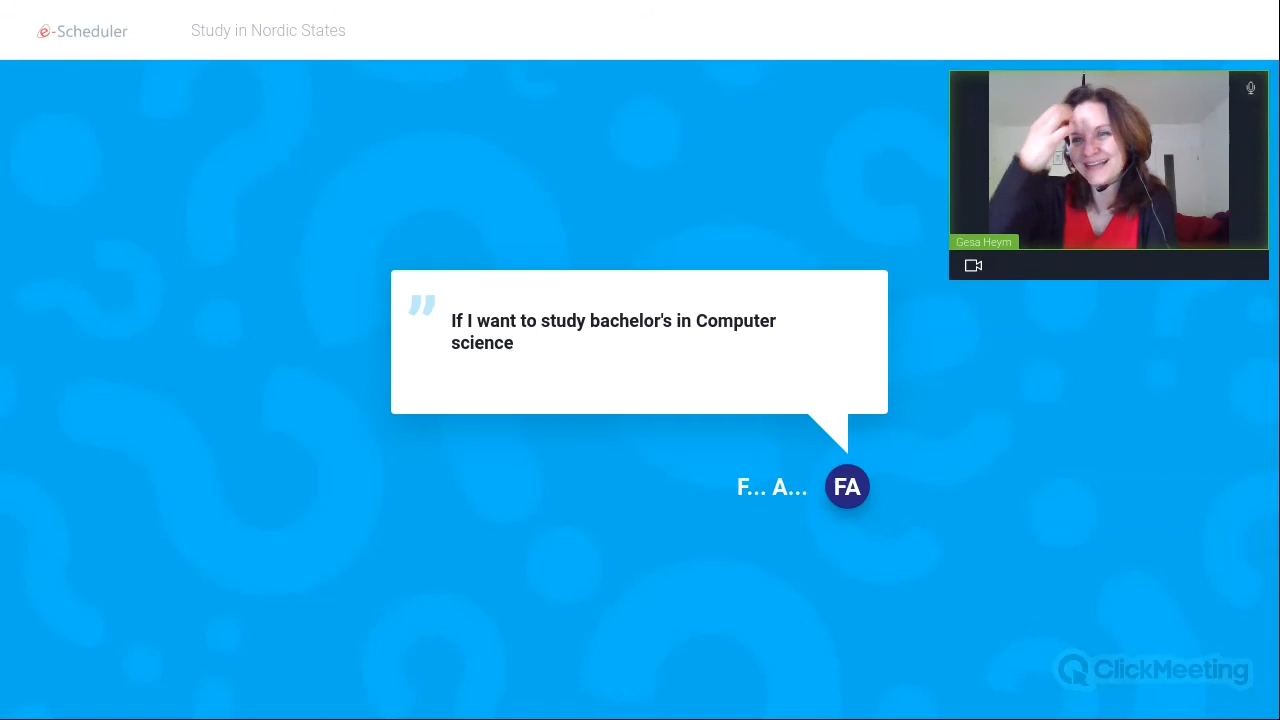 e-Scheduler
Study in Nordic States
Gesa Heym
” If I want to study bachelor's in Computer
science
F... A... FA
ClickMeeting